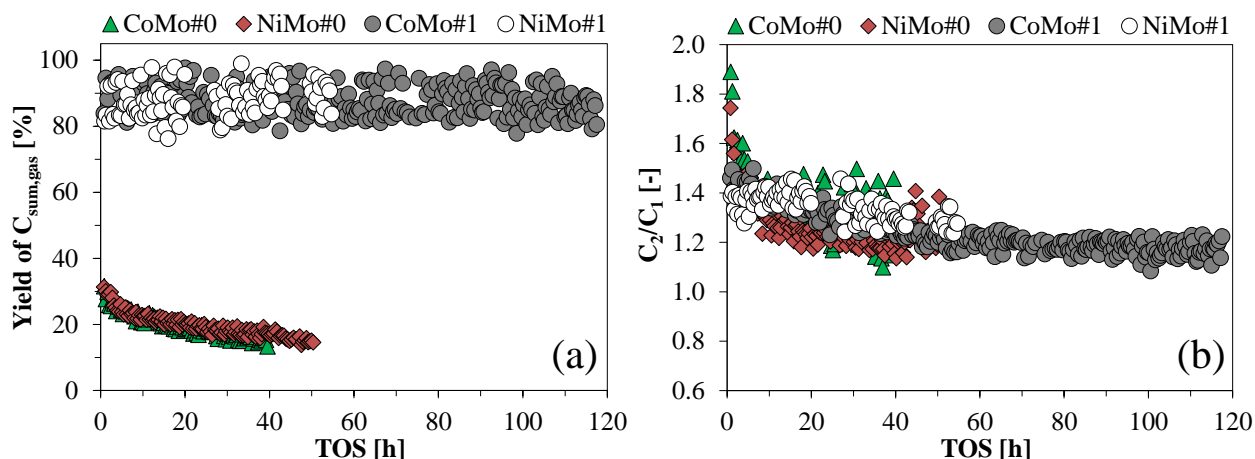 CoMo#0 NiMo#0 CoMo#1 NiMo#1
Yield of C_sum,gas [%]
100
80
60
40
20
0
0 20 40 60 80 100 120
TOS [h]
(a)
CoMo#0 NiMo#0 CoMo#1 NiMo#1
C₂/C₁ [-]
2.0
1.8
1.6
1.4
1.2
1.0
0.8
0.6
0 20 40 60 80 100 120
TOS [h]
(b)